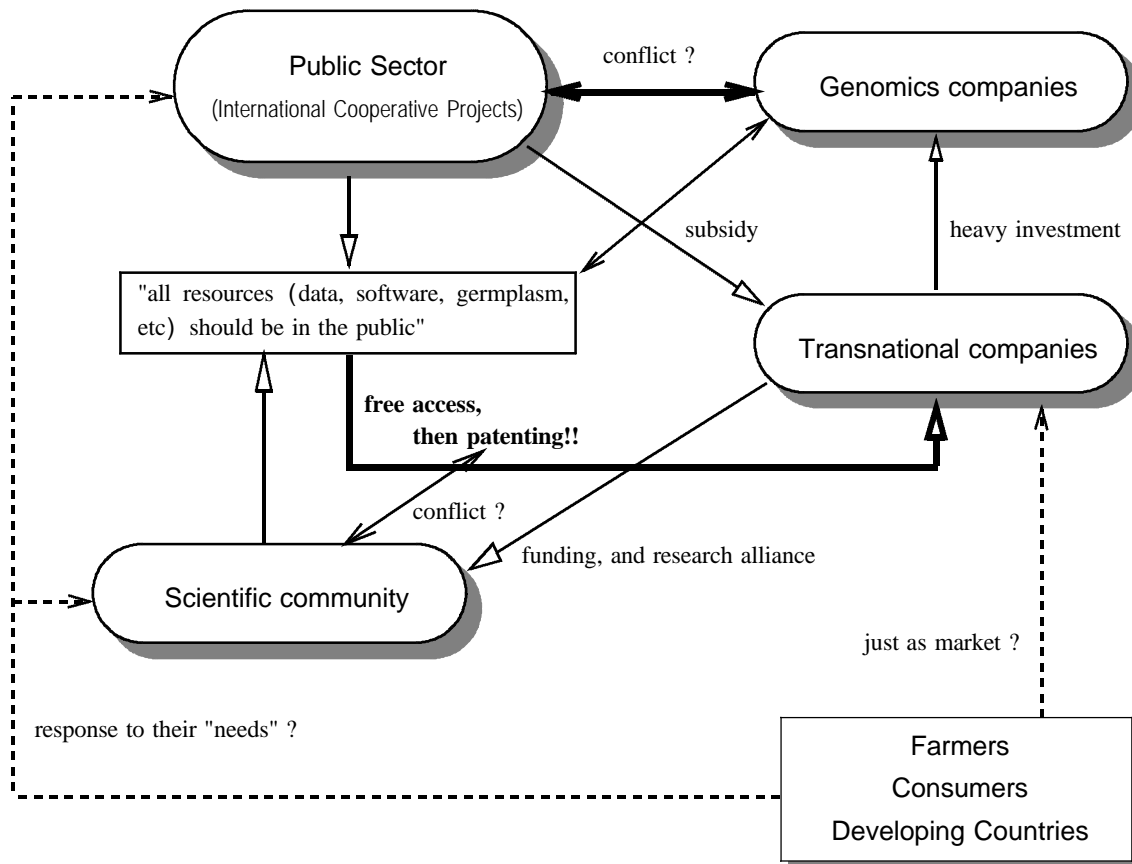 Public Sector
(International Cooperative Projects)
conflict ?
Genomics companies
subsidy
heavy investment
"all resources (data, software, germplasm,
etc) should be in the public"
Transnational companies
free access,
then patenting!!
conflict ?
funding, and research alliance
Scientific community
just as market ?
response to their "needs" ?
Farmers
Consumers
Developing Countries